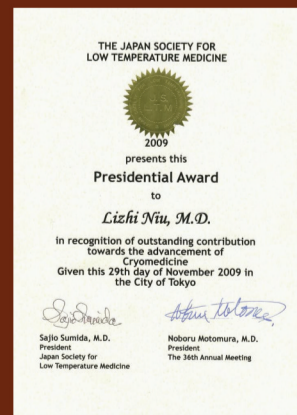 THE JAPAN SOCIETY FOR
LOW TEMPERATURE MEDICINE
2009
presents this
Presidential Award
to
Lizhi Niu, M.D.
in recognition of outstanding contribution
towards the advancement of
Cryomedicine
Given this 29th day of November 2009 in
the City of Tokyo
Sajio Sumida, M.D.
President
Japan Society for
Low Temperature Medicine
Noboru Motomura, M.D.
President
The 36th Annual Meeting